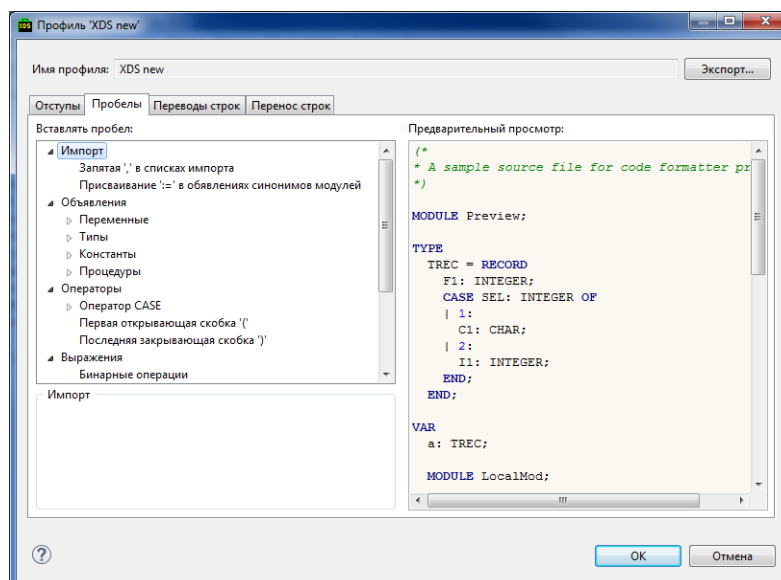 Профиль 'XDS new'
Имя профиля: XDS new Экспорт...
Отступы Пробелы Переводы строк Перенос строк
Вставлять пробел:
Импорт
Запятая ',' в списках импорта
Присваивание ':=' в обявлениях синонимов модулей
Объявления
Переменные
Типы
Константы
Процедуры
Операторы
Оператор CASE
Первая открывающая скобка '('
Последняя закрывающая скобка ')'
Выражения
Бинарные операции
Импорт
Предварительный просмотр:
(*
* A sample source file for code formatter pr
*)
MODULE Preview;
TYPE
TREC = RECORD
F1: INTEGER;
CASE SEL: INTEGER OF
| 1:
C1: CHAR;
| 2:
I1: INTEGER;
END;
END;
VAR
a: TREC;
MODULE LocalMod;
? OK Отмена